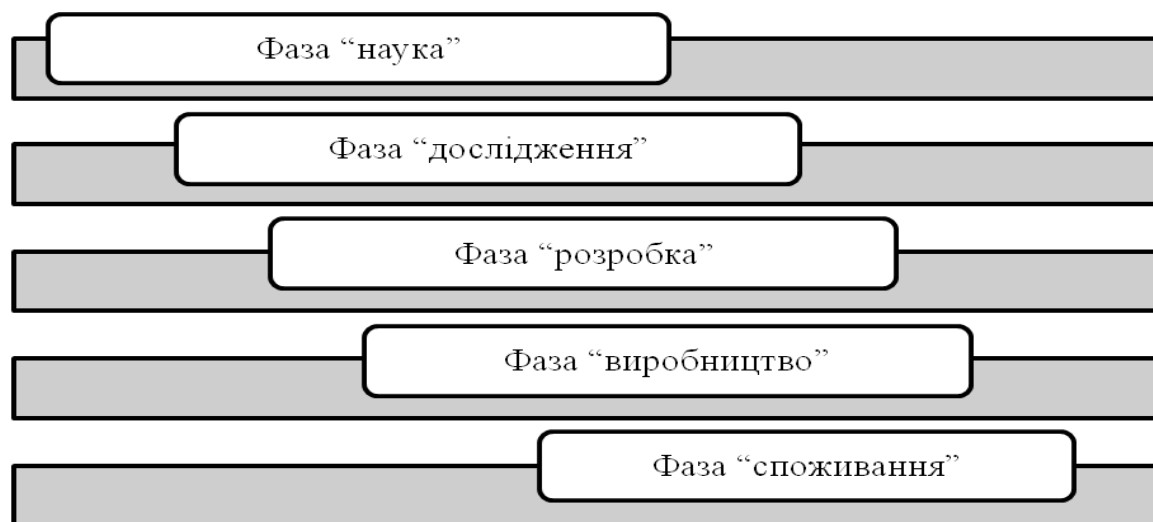 Фаза “наука”
Фаза “дослідження”
Фаза “розробка”
Фаза “виробництво”
Фаза “споживання”